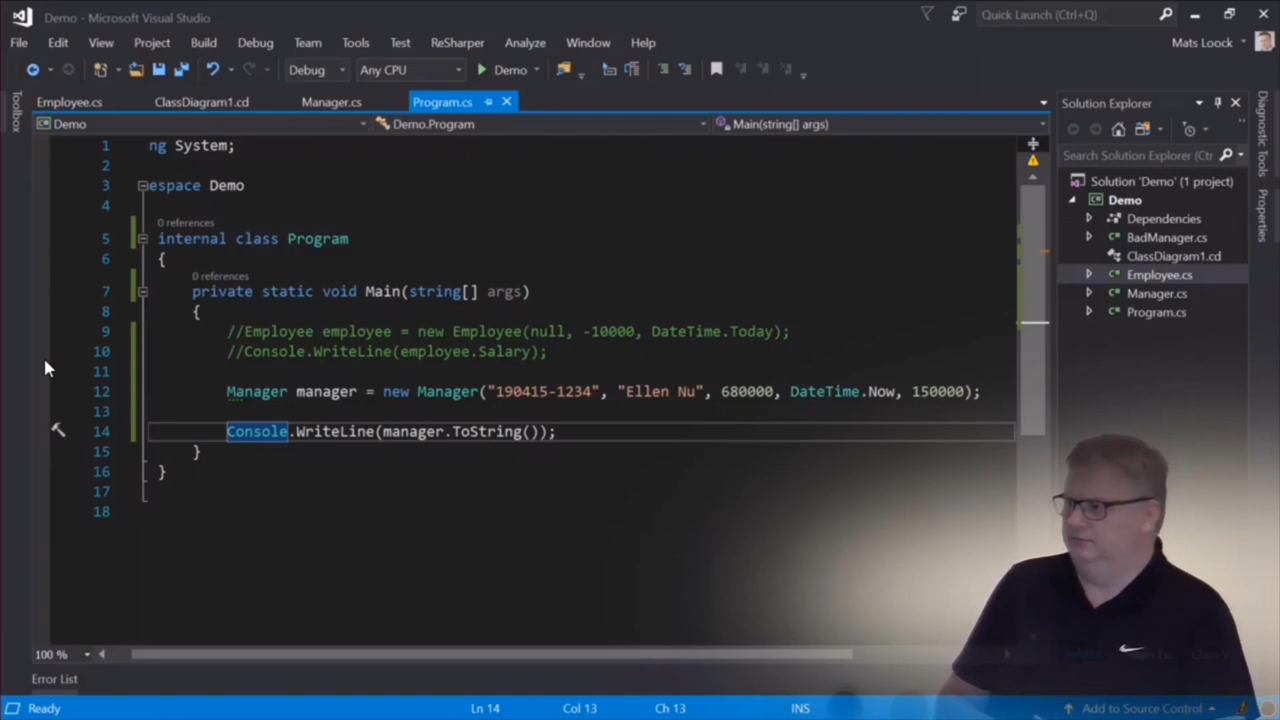 Demo - Microsoft Visual Studio
Quick Launch (Ctrl+Q)
File Edit View Project Build Debug Team Tools Test ReSharper Analyze Window Help
Mats Loock
Debug Any CPU Demo
Toolbox
Employee.cs ClassDiagram1.cd Manager.cs Program.cs
Demo Demo.Program Main(string[] args)
1 ng System;
2
3 espace Demo
4
0 references
5 internal class Program
6 {
0 references
7 private static void Main(string[] args)
8 {
9 //Employee employee = new Employee(null, -10000, DateTime.Today);
10 //Console.WriteLine(employee.Salary);
11
12 Manager manager = new Manager("190415-1234", "Ellen Nu", 680000, DateTime.Now, 150000);
13
14 Console.WriteLine(manager.ToString());
15 }
16 }
17
18
100 %
Error List
Ready Ln 14 Col 13 Ch 13 INS Add to Source Control
Solution Explorer
Search Solution Explorer (Ctr
Solution 'Demo' (1 project)
Demo
Dependencies
BadManager.cs
ClassDiagram1.cd
Employee.cs
Manager.cs
Program.cs
Diagnostic Tools
Properties